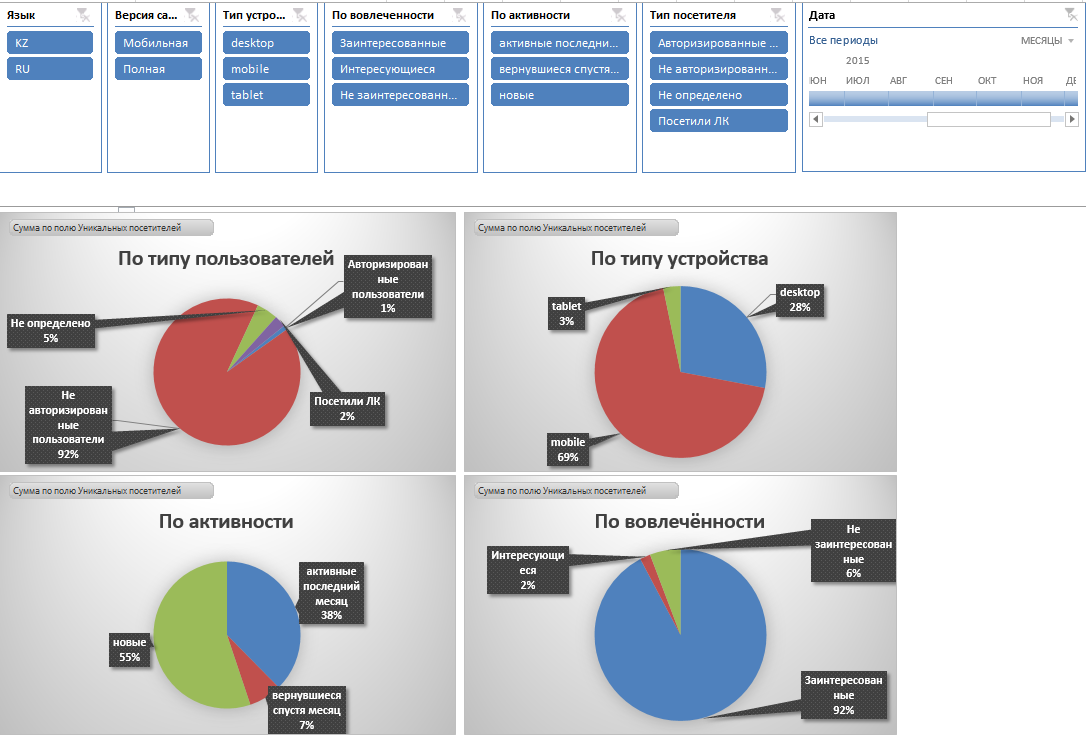 Язык
KZ
RU
Версия са...
Мобильная
Полная
Тип устро...
desktop
mobile
tablet
По вовлеченности
Заинтересованные
Интересующиеся
Не заинтересованн...
По активности
активные последни...
вернувшиеся спустя...
новые
Тип посетителя
Авторизированные ...
Не авторизированн...
Не определено
Посетили ЛК
Дата
Все периоды
МЕСЯЦЫ
2015
ЮН ИЮЛ АВГ СЕН ОКТ НОЯ ДЕ
Сумма по полю Уникальных посетителей
По типу пользователей
Авторизирован
ные
пользователи
1%
Не определено
5%
Посетили ЛК
2%
Не
авторизирован
ные
пользователи
92%
Сумма по полю Уникальных посетителей
По типу устройства
tablet
3%
desktop
28%
mobile
69%
Сумма по полю Уникальных посетителей
По активности
активные
последний
месяц
38%
новые
55%
вернувшиеся
спустя месяц
7%
Сумма по полю Уникальных посетителей
По вовлечённости
Интересующи
еся
2%
Не
заинтересован
ные
6%
Заинтересован
ные
92%